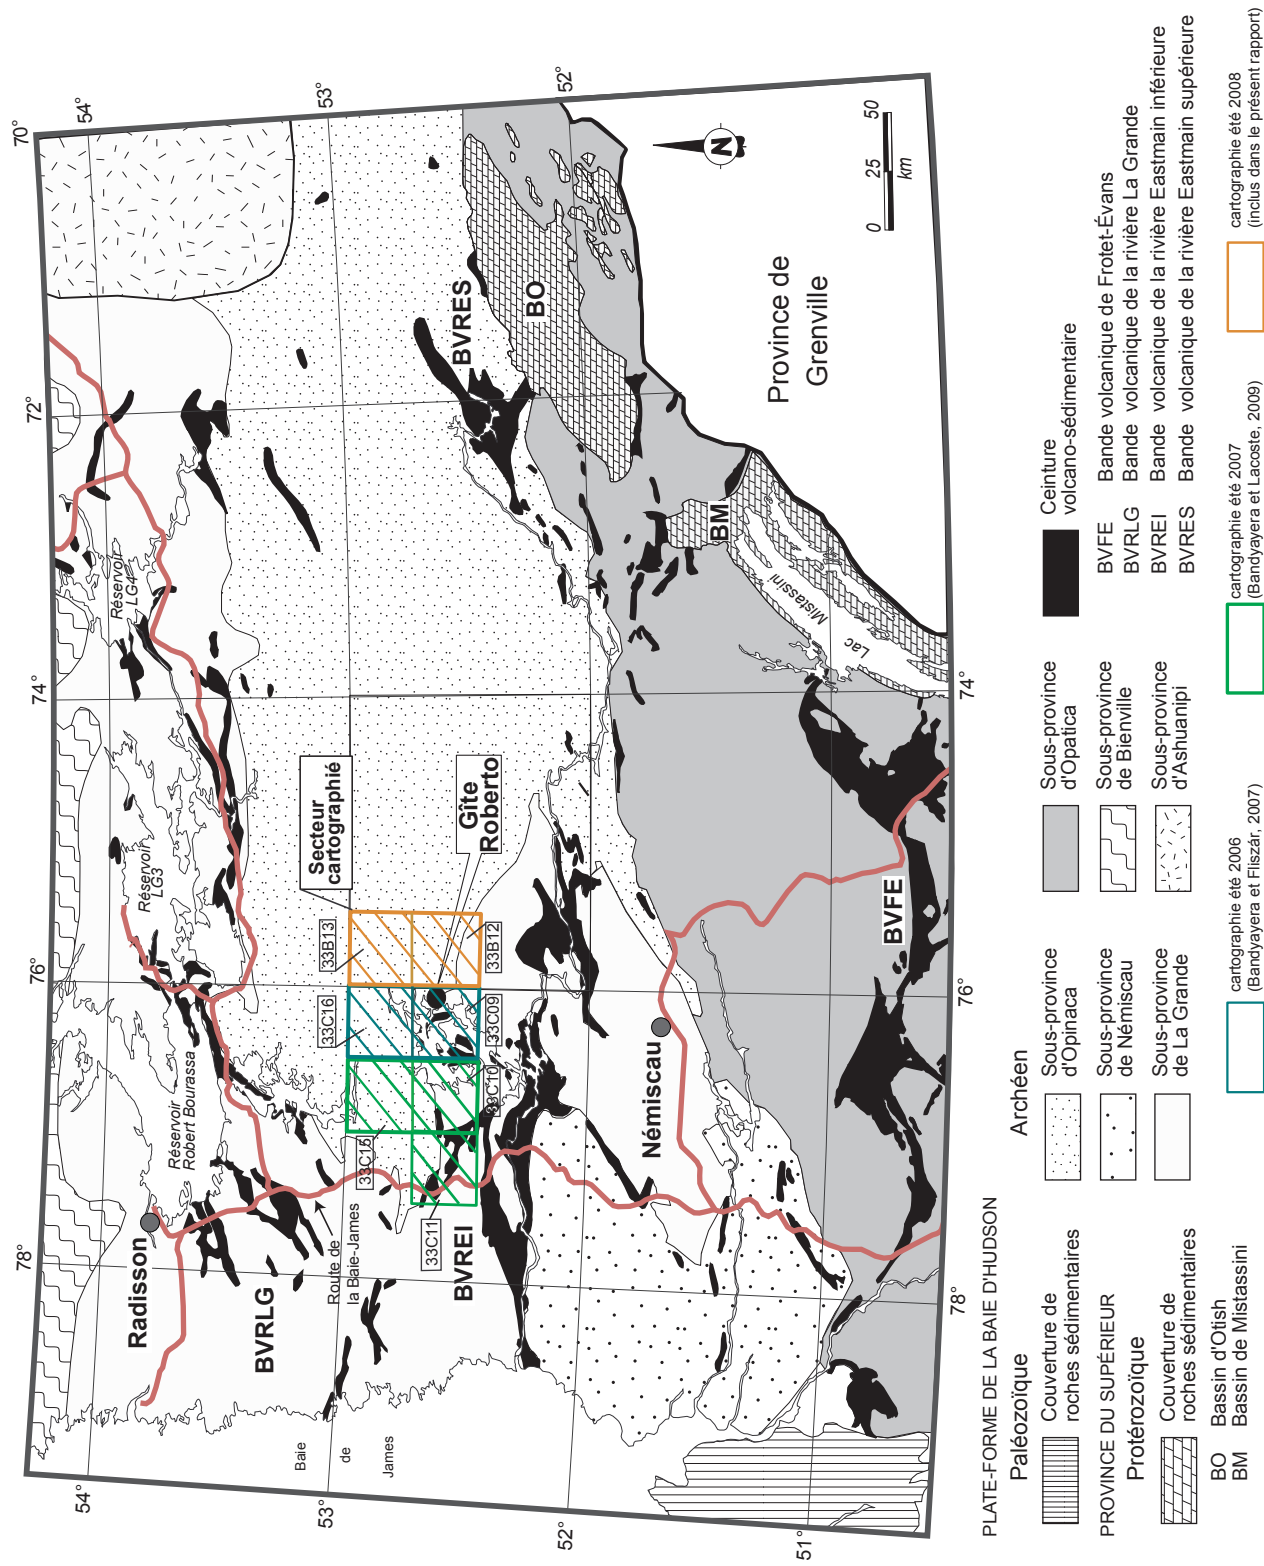 70°
72°
74°
76°
78°
54°
53°
52°
51°
54°
53°
52°
74°
76°
78°
Réservoir
LG4
Réservoir
LG3
Réservoir
Robert Bourassa
Radisson
BVRLG
Route de
la Baie-James
Baie
de
James
Secteur
cartographié
Gîte
Roberto
33B13
33B12
33C16
33C09
33C15
33C10
33C11
BVREI
BVRES
BO
BM
Lac
Mistassini
Némiscau
BVFE
Province de
Grenville
N
0
25
50
km
PLATE-FORME DE LA BAIE D'HUDSON
Paléozoïque
Couverture de
roches sédimentaires
PROVINCE DU SUPÉRIEUR
Protérozoïque
Couverture de
roches sédimentaires
BO Bassin d'Otish
BM Bassin de Mistassini
Archéen
Sous-province
d'Opinaca
Sous-province
de Némiscau
Sous-province
de La Grande
Sous-province
d'Opatica
Sous-province
de Bienville
Sous-province
d'Ashuanipi
Ceinture
volcano-sédimentaire
BVFE Bande volcanique de Frotet-Évans
BVRLG Bande volcanique de la rivière La Grande
BVREI Bande volcanique de la rivière Eastmain inférieure
BVRES Bande volcanique de la rivière Eastmain supérieure
cartographie été 2006
(Bandyayera et Fliszár, 2007)
cartographie été 2007
(Bandyayera et Lacoste, 2009)
cartographie été 2008
(inclus dans le présent rapport)